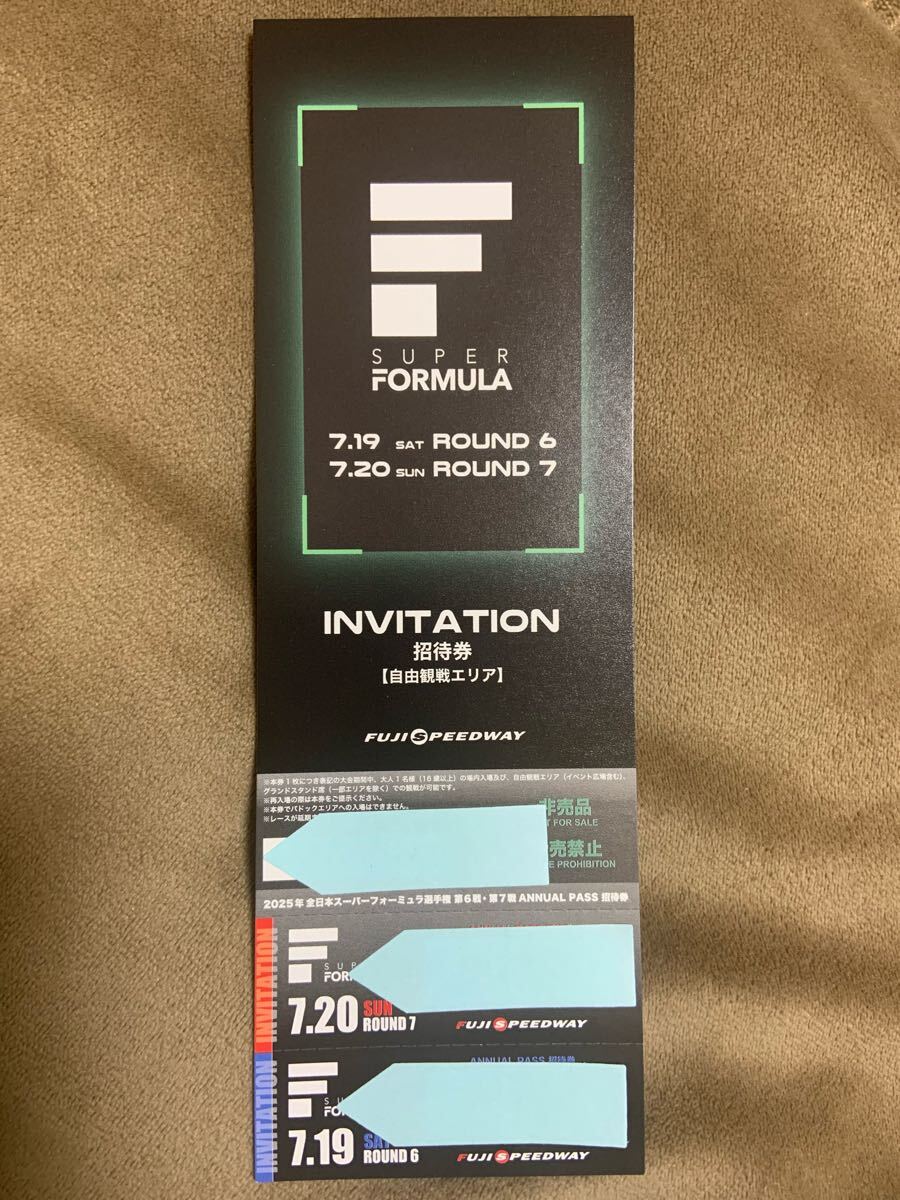 SUPER
FORMULA
7.19 SAT ROUND 6
7.20 SUN ROUND 7
INVITATION
招待券
【自由観戦エリア】
FUJI SPEEDWAY
※本券1枚につき表記の大会期間中、大人1名様(16歳以上)の場内入場及び、自由観戦エリア(イベント広場含む)、
グランドスタンド席(一部エリアを除く)での観戦が可能です。
※再入場の際は本券をご提示ください。
※本券でパドックエリアへの入場はできません。
※レースが延期
非売品
FOR SALE
売禁止
PROHIBITION
2025年 全日本スーパーフォーミュラ選手権 第6戦・第7戦 ANNUAL PASS 招待券
INVITATION
7.20 SUN
ROUND 7
FUJI SPEEDWAY
INVITATION
ANNUAL PASS 招待券
7.19 SAT
ROUND 6
FUJI SPEEDWAY